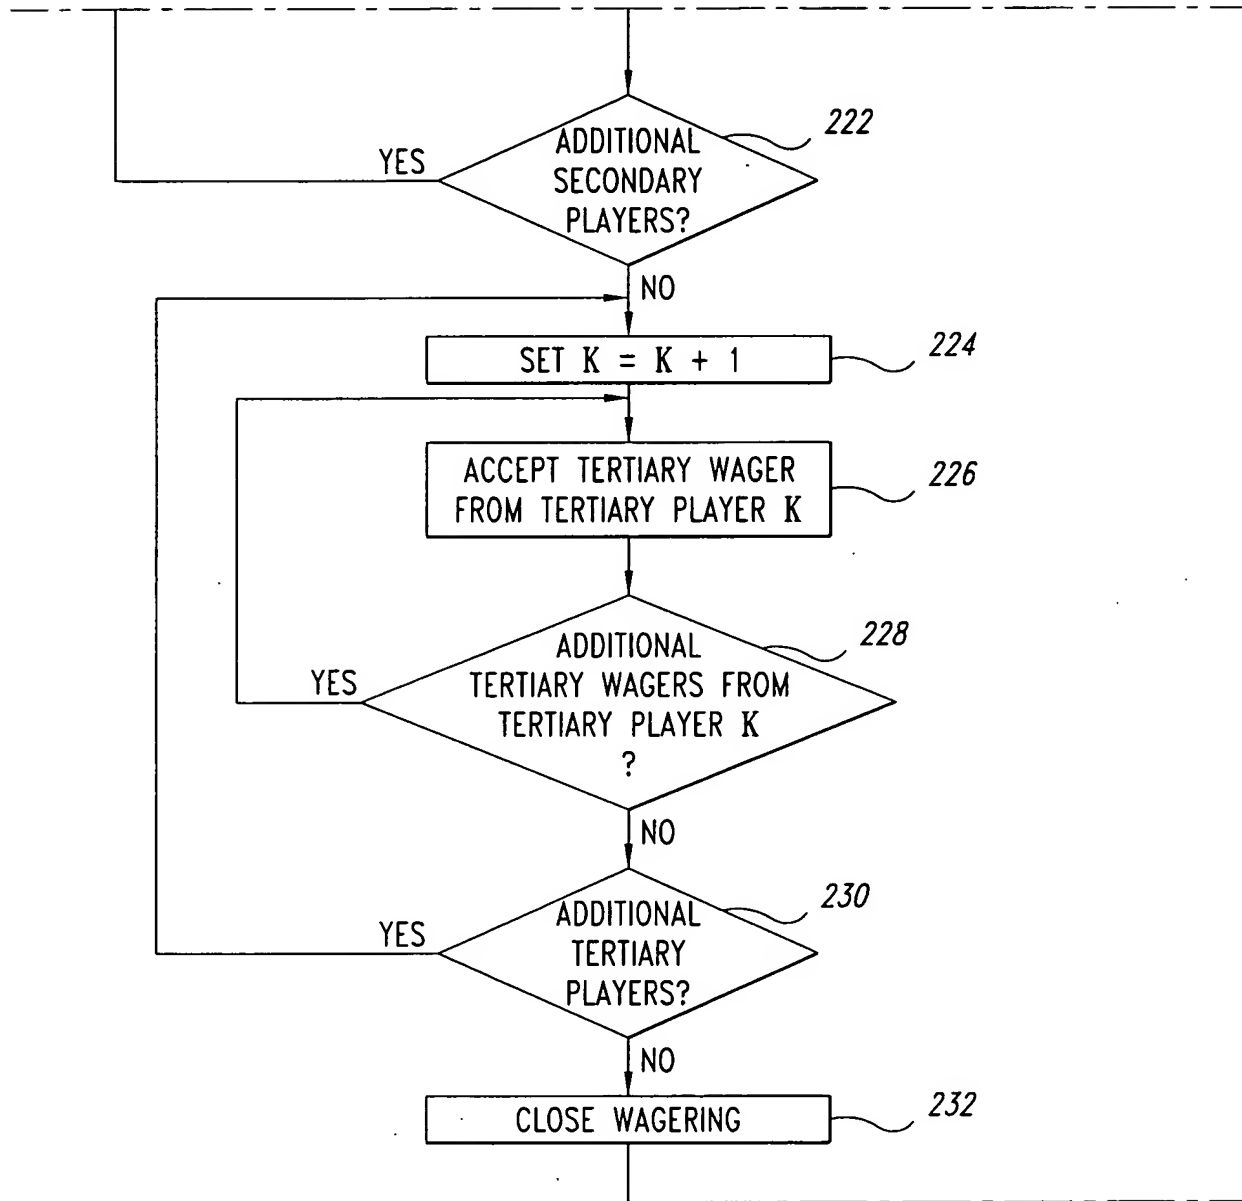 222
ADDITIONAL
YES
SECONDARY
PLAYERS?
NO
224
SET K = K + 1
ACCEPT TERTIARY WAGER
FROM TERTIARY PLAYER K
226
228
ADDITIONAL
YES
TERTIARY WAGERS FROM
TERTIARY PLAYER K
?
NO
230
ADDITIONAL
YES
TERTIARY
PLAYERS?
NO
CLOSE WAGERING
232